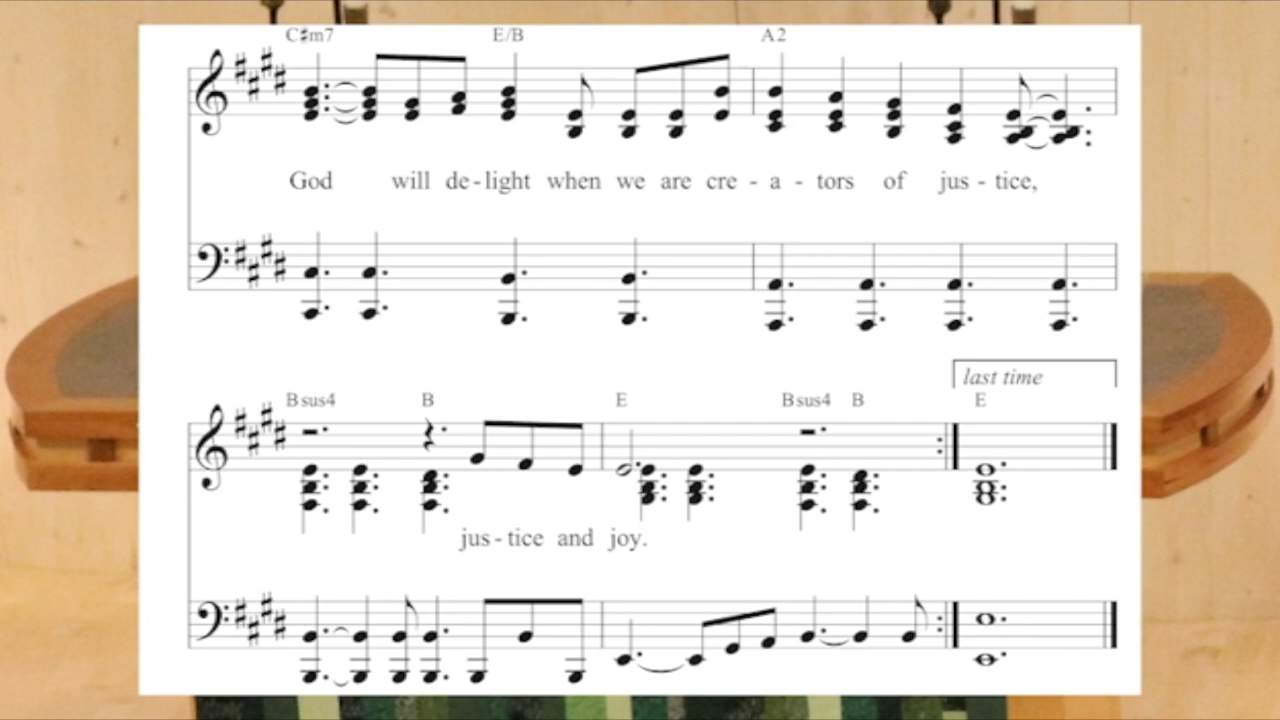 C♯m7 E/B A2
God will de-light when we are cre - a - tors of jus - tice,
last time
Bsus4 B E Bsus4 B E
jus-tice and joy.